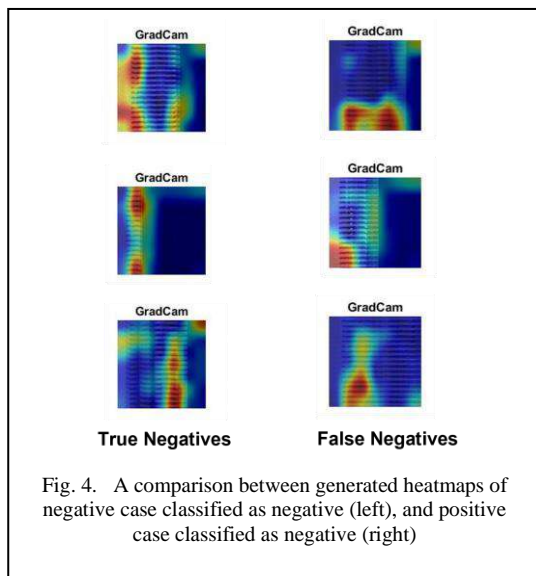 GradCam GradCam
GradCam GradCam
GradCam GradCam
True Negatives False Negatives
Fig. 4. A comparison between generated heatmaps of
negative case classified as negative (left), and positive
case classified as negative (right)